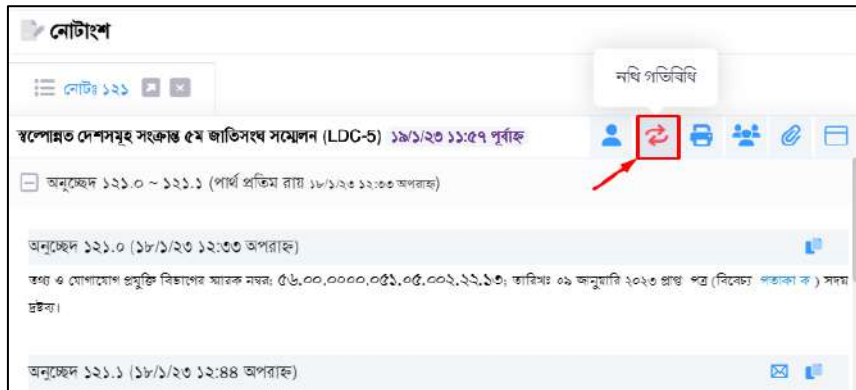 নোটাংশ
নথি গতিবিধি
নোটঃ ১২১
স্বল্পোন্নত দেশসমূহ সংক্রান্ত ৫ম জাতিসংঘ সম্মেলন (LDC-5) ১৯/১/২৩ ১১:৫৭ পূর্বাহ্ন
অনুচ্ছেদ ১২১.০ ~ ১২১.১ (পার্থ প্রতিম রায় ১৮/১/২৩ ১২:৩৩ অপরাহ্ন)
অনুচ্ছেদ ১২১.০ (১৮/১/২৩ ১২:৩৩ অপরাহ্ন)
তথ্য ও যোগাযোগ প্রযুক্তি বিভাগের স্মারক নম্বর: ৫৬.০০.০০০০.০৫১.০৫.০০২.২২.১৩; তারিখঃ ০৯ জানুয়ারি ২০২৩ প্রাপ্ত পত্র (বিবেচ্য পতাকা ক ) সদয়
দ্রষ্টব্য।
অনুচ্ছেদ ১২১.১ (১৮/১/২৩ ১২:৪৪ অপরাহ্ন)